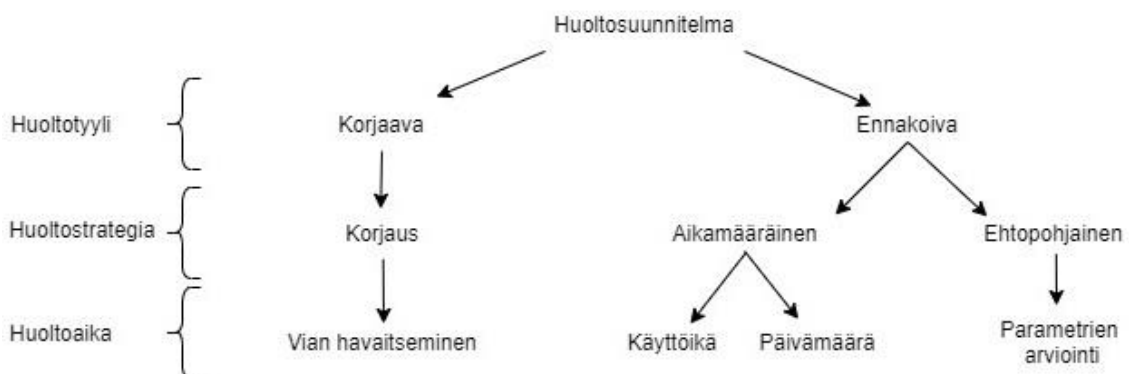 Huoltosuunnitelma
Huoltotyyli
Korjaava
Ennakoiva
Huoltostrategia
Korjaus
Aikamääräinen
Ehtopohjainen
Huoltoaika
Vian havaitseminen
Käyttöikä
Päivämäärä
Parametrien
arviointi